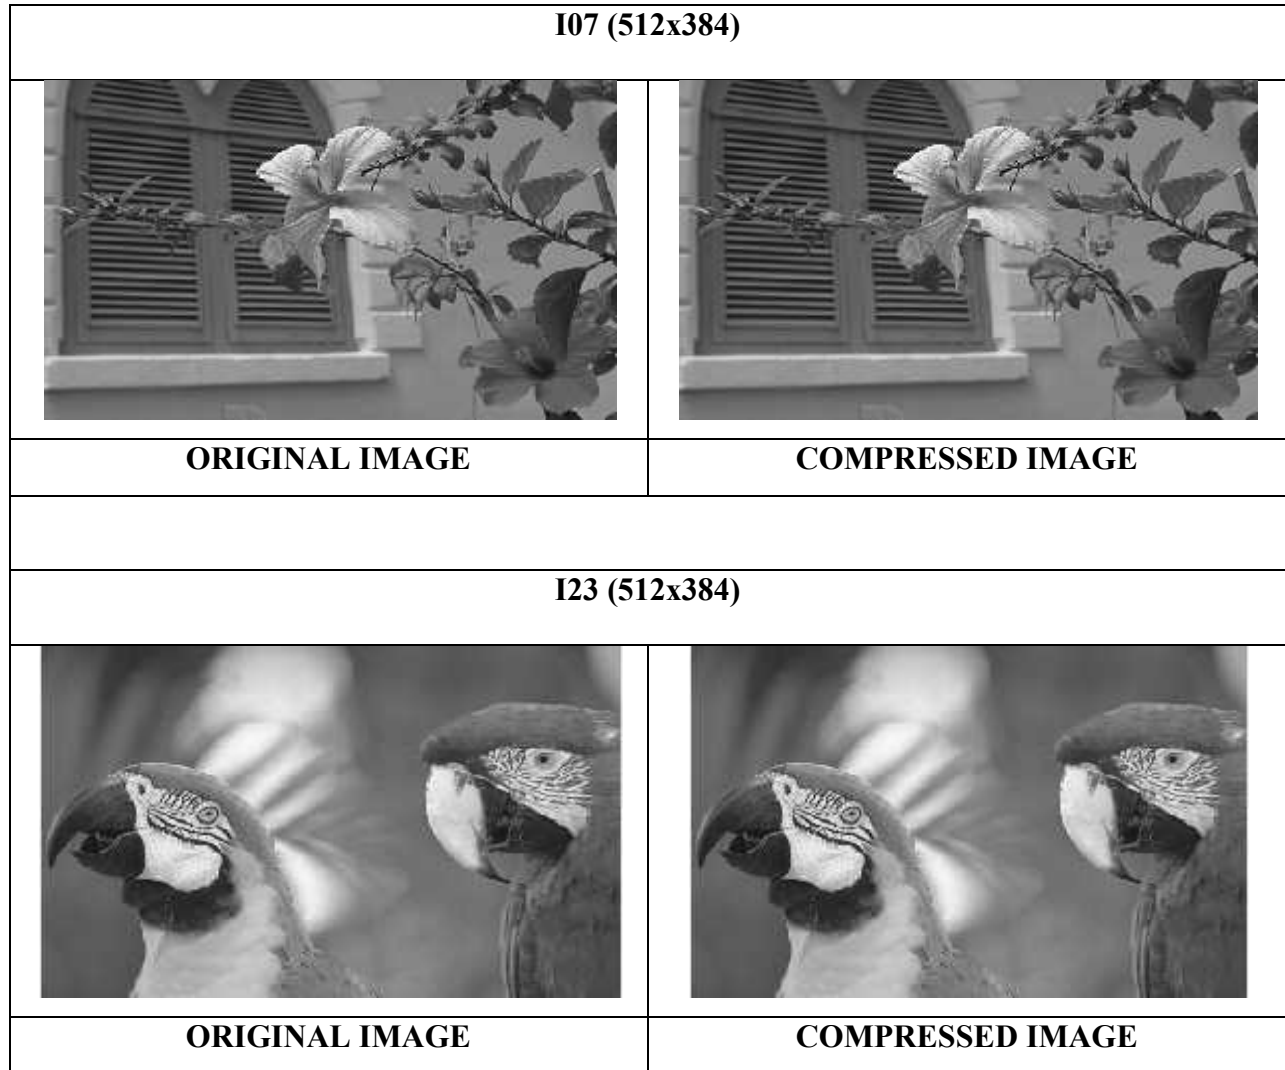 I07 (512x384)
ORIGINAL IMAGE
COMPRESSED IMAGE
I23 (512x384)
ORIGINAL IMAGE
COMPRESSED IMAGE